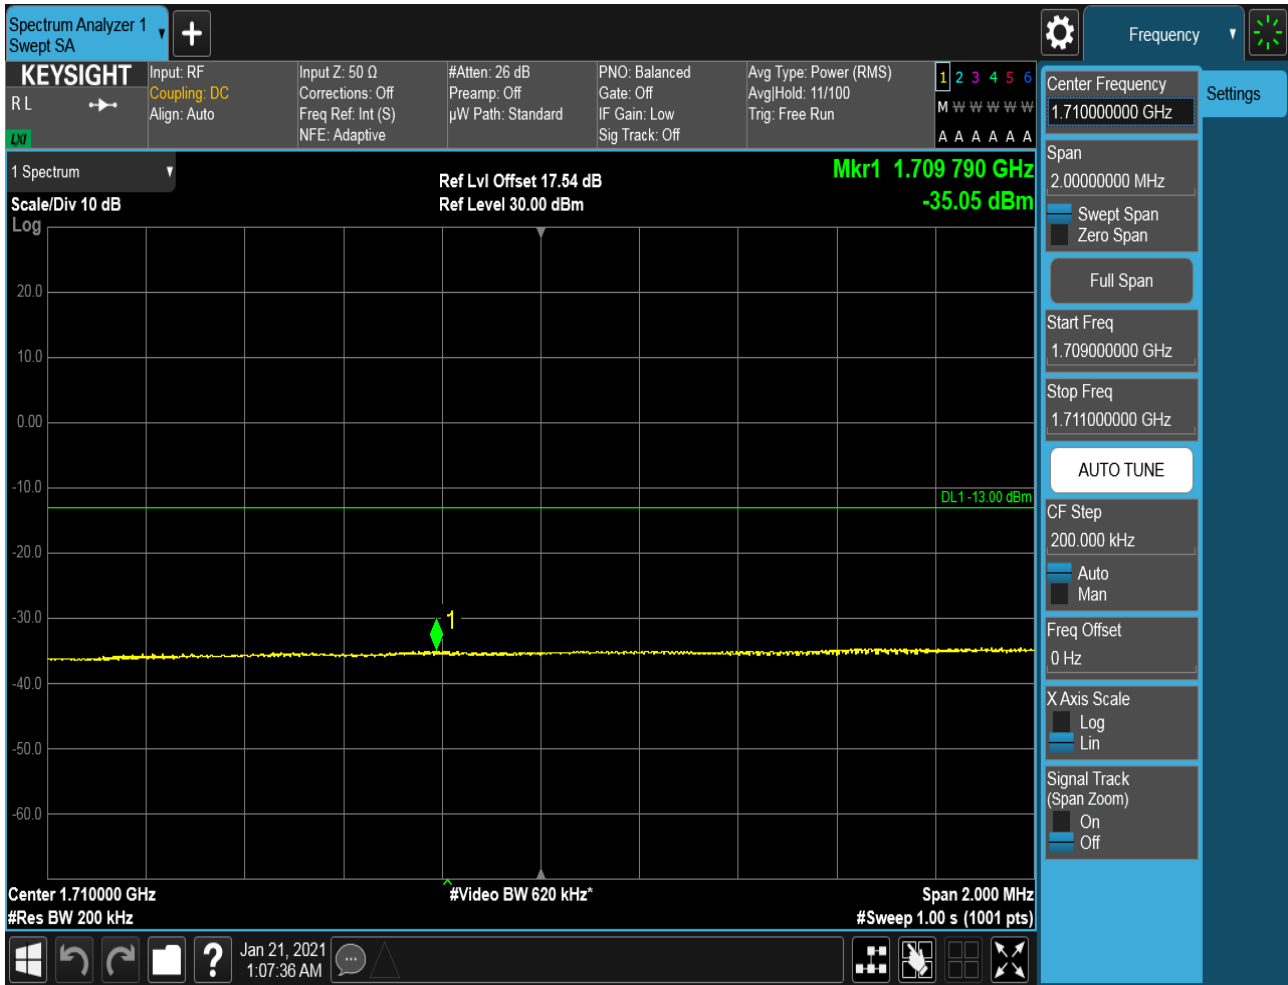 Spectrum Analyzer 1
Swept SA
Frequency
KEYSIGHT
R L
LXI
Input: RF
Coupling: DC
Align: Auto
Input Z: 50 Ω
Corrections: Off
Freq Ref: Int (S)
NFE: Adaptive
#Atten: 26 dB
Preamp: Off
µW Path: Standard
PNO: Balanced
Gate: Off
IF Gain: Low
Sig Track: Off
Avg Type: Power (RMS)
Avg|Hold: 11/100
Trig: Free Run
1 2 3 4 5 6
M W W W W W
A A A A A A
1 Spectrum
Scale/Div 10 dB
Log
Ref Lvl Offset 17.54 dB
Ref Level 30.00 dBm
Mkr1 1.709 790 GHz
-35.05 dBm
20.0
10.0
0.00
-10.0
DL1 -13.00 dBm
-20.0
-30.0
1
-40.0
-50.0
-60.0
Center 1.710000 GHz
#Video BW 620 kHz*
Span 2.000 MHz
#Res BW 200 kHz
#Sweep 1.00 s (1001 pts)
Jan 21, 2021
1:07:36 AM
?
Settings
Center Frequency
1.710000000 GHz
Span
2.00000000 MHz
Swept Span
Zero Span
Full Span
Start Freq
1.709000000 GHz
Stop Freq
1.711000000 GHz
AUTO TUNE
CF Step
200.000 kHz
Auto
Man
Freq Offset
0 Hz
X Axis Scale
Log
Lin
Signal Track
(Span Zoom)
On
Off